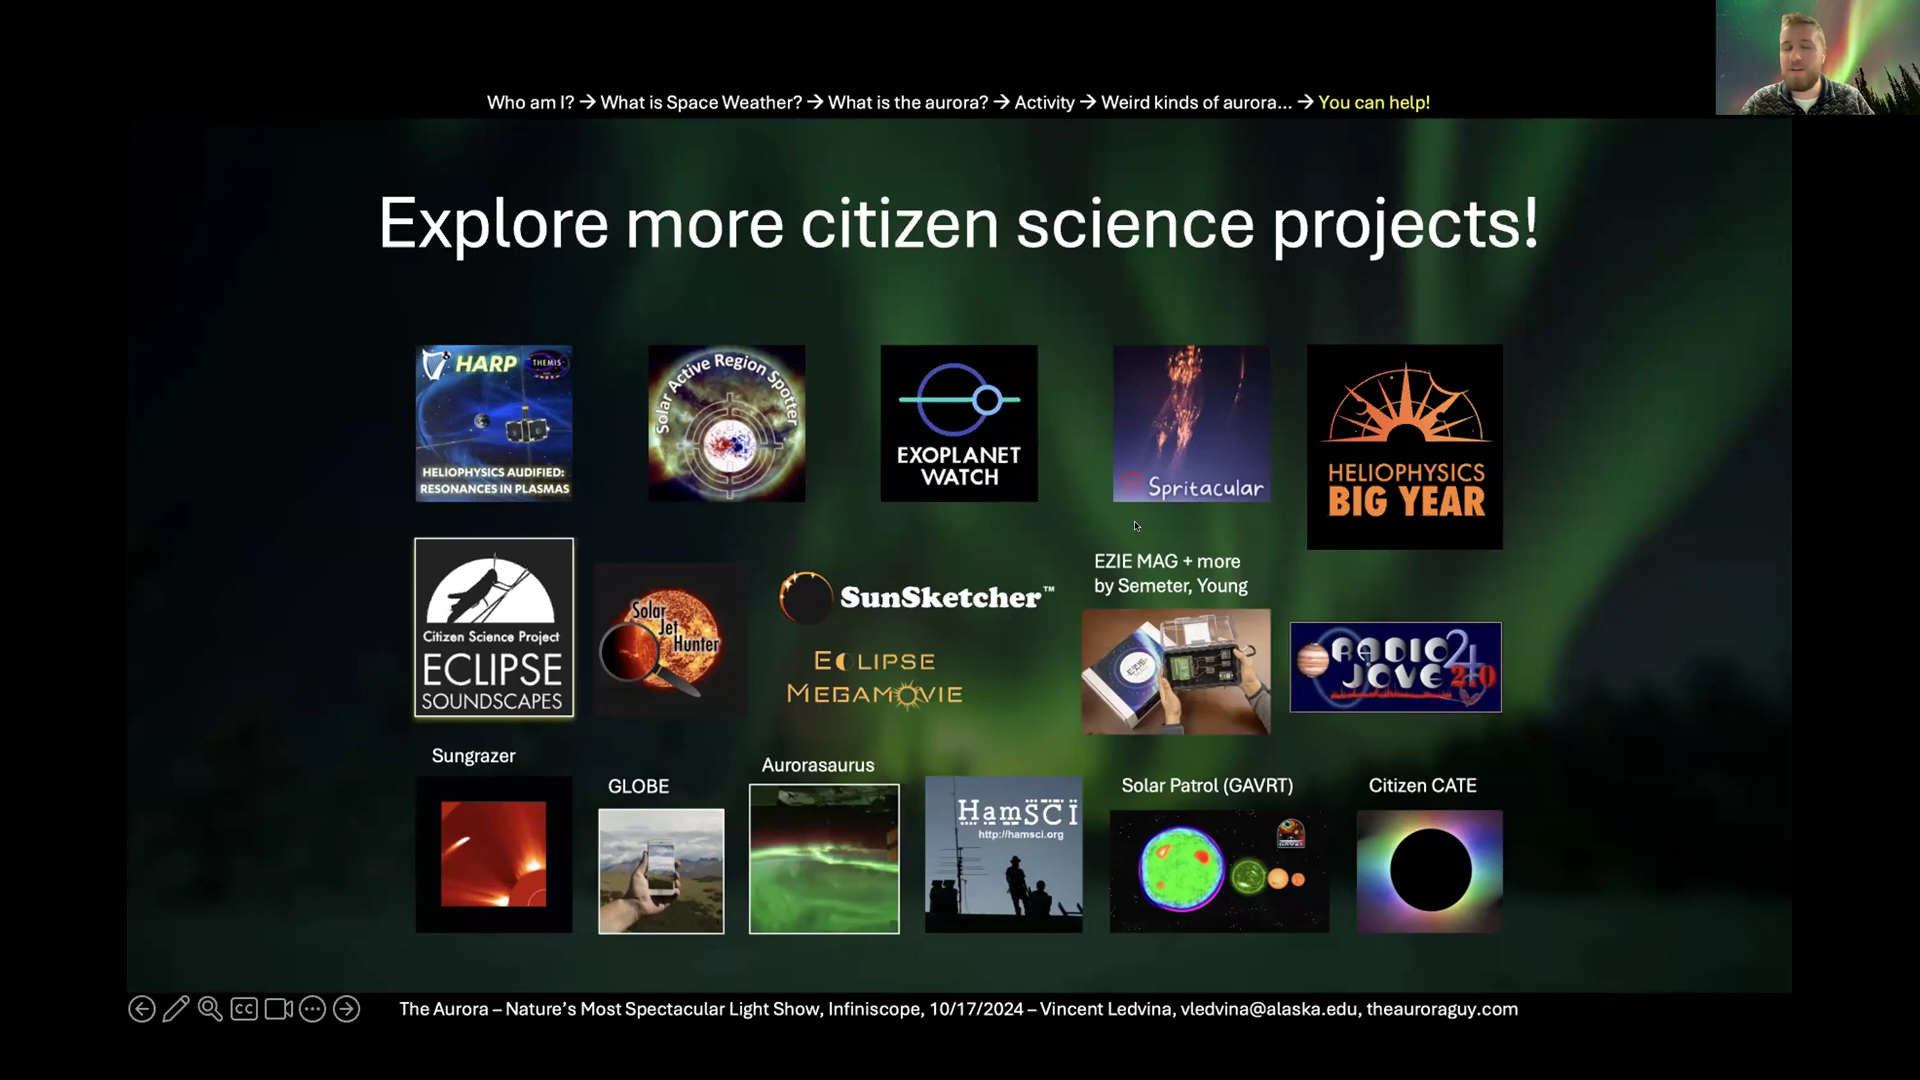 Who am I? → What is Space Weather? → What is the aurora? → Activity → Weird kinds of aurora... → You can help!
Explore more citizen science projects!
HARP
THEMIS
HELIOPHYSICS AUDIFIED:
RESONANCES IN PLASMAS
Solar Active Region Spotter
EXOPLANET
WATCH
Spritacular
HELIOPHYSICS
BIG YEAR
Citizen Science Project
ECLIPSE
SOUNDSCAPES
Solar
Jet
Hunter
SunSketcher™
ECLIPSE
MEGAMOVIE
EZIE MAG + more
by Semeter, Young
EZIE
RADIO
JOVE
2.0
Sungrazer
GLOBE
Aurorasaurus
HamSCI
http://hamsci.org
Solar Patrol (GAVRT)
Citizen CATE
CC
The Aurora – Nature's Most Spectacular Light Show, Infiniscope, 10/17/2024 – Vincent Ledvina, vledvina@alaska.edu, theauroraguy.com